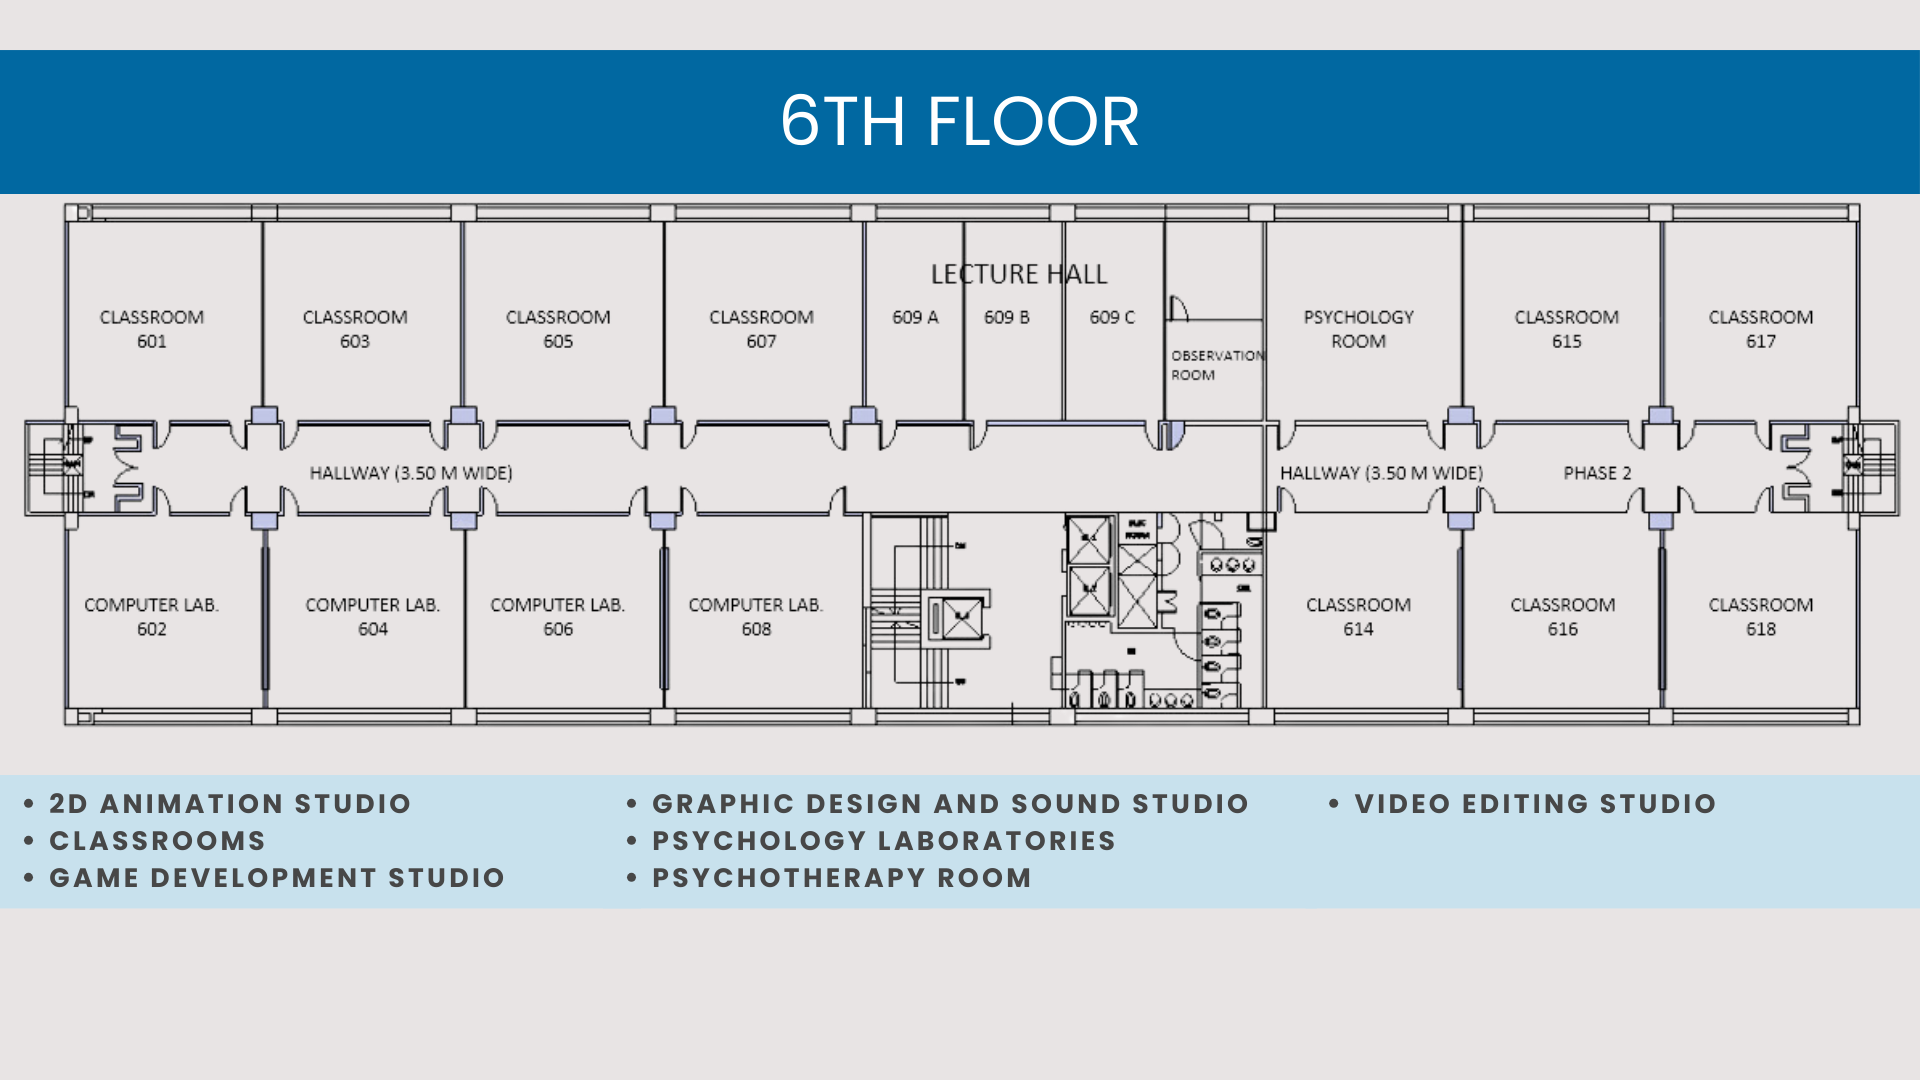 6TH FLOOR
LECTURE HALL
CLASSROOM
601
CLASSROOM
603
CLASSROOM
605
CLASSROOM
607
609 A
609 B
609 C
OBSERVATION
ROOM
PSYCHOLOGY
ROOM
CLASSROOM
615
CLASSROOM
617
HALLWAY (3.50 M WIDE)
HALLWAY (3.50 M WIDE)
PHASE 2
COMPUTER LAB.
602
COMPUTER LAB.
604
COMPUTER LAB.
606
COMPUTER LAB.
608
CLASSROOM
614
CLASSROOM
616
CLASSROOM
618
• 2D ANIMATION STUDIO
• CLASSROOMS
• GAME DEVELOPMENT STUDIO
• GRAPHIC DESIGN AND SOUND STUDIO
• PSYCHOLOGY LABORATORIES
• PSYCHOTHERAPY ROOM
• VIDEO EDITING STUDIO